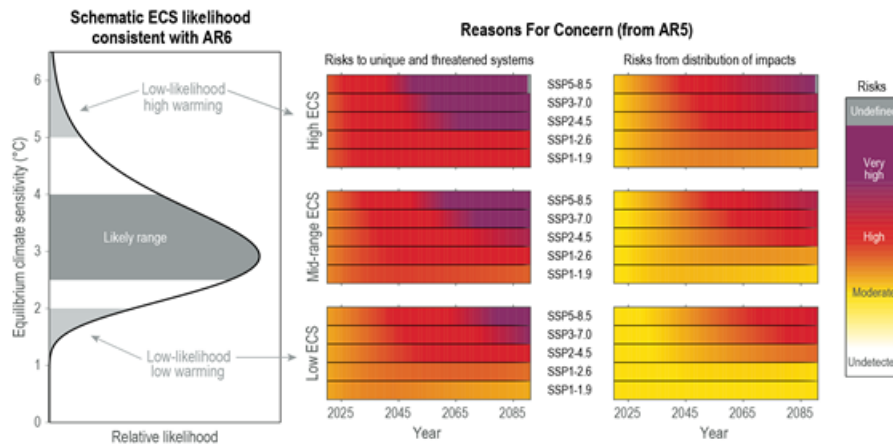 Schematic ECS likelihood
consistent with AR6
Equilibrium climate sensitivity (°C)
6
5
4
3
2
1
0
Low-likelihood
high warming
Likely range
Low-likelihood
low warming
Relative likelihood
Reasons For Concern (from AR5)
Risks to unique and threatened systems
Risks from distribution of impacts
High ECS
SSP5-8.5
SSP3-7.0
SSP2-4.5
SSP1-2.6
SSP1-1.9
Mid-range ECS
SSP5-8.5
SSP3-7.0
SSP2-4.5
SSP1-2.6
SSP1-1.9
Low ECS
SSP5-8.5
SSP3-7.0
SSP2-4.5
SSP1-2.6
SSP1-1.9
2025 2045 2065 2085
Year
2025 2045 2065 2085
Year
Risks
Undefine
Very
high
High
Moderate
Undetecte